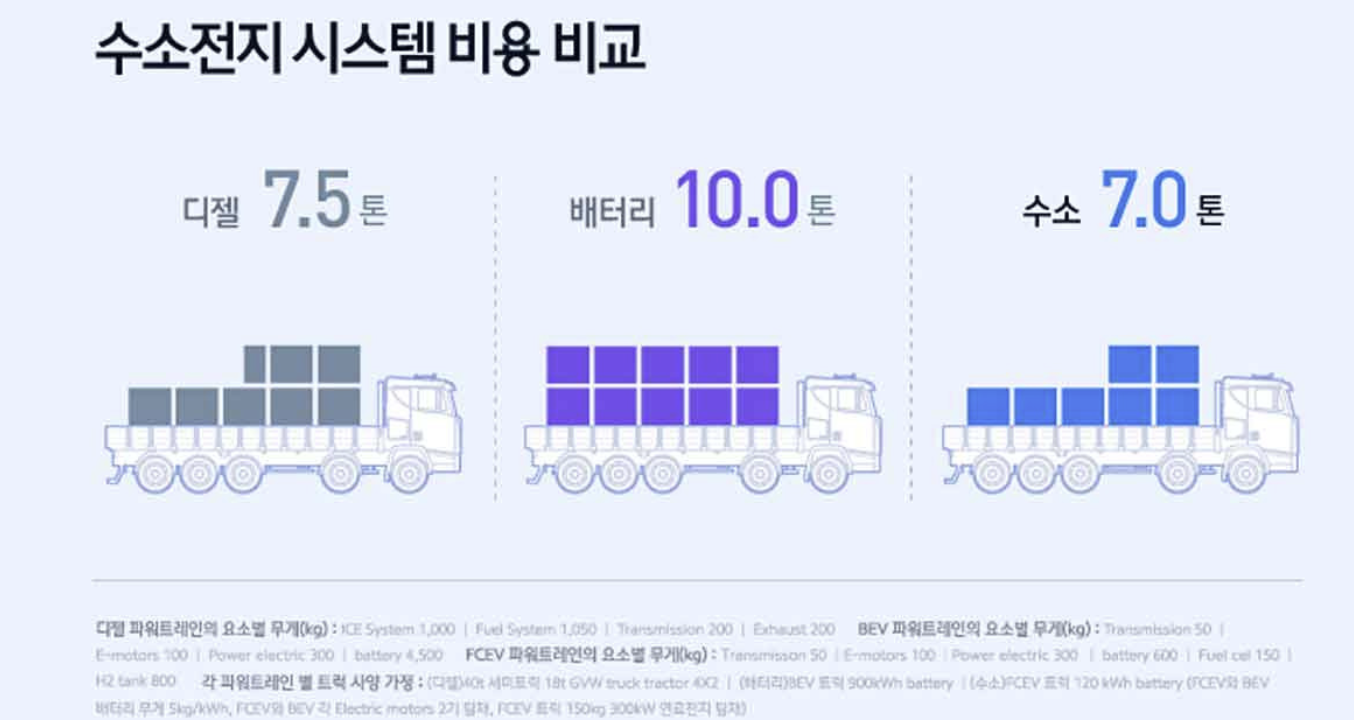 수소전지 시스템 비용 비교
디젤 7.5 톤
배터리 10.0 톤
수소 7.0 톤
디젤 파워트레인의 요소별 무게(kg) : ICE System 1,000 | Fuel System 1,050 | Transmission 200 | Exhaust 200 BEV 파워트레인의 요소별 무게(kg) : Transmission 50 |
E-motors 100 | Power electric 300 | battery 4,500 FCEV 파워트레인의 요소별 무게(kg) : Transmisson 50 | E-motors 100 | Power electric 300 | battery 600 | Fuel cel 150 |
H2 tank 800 각 파워트레인 별 트럭 사양 가정 : (디젤)40t 세미트럭 18t GVW truck tractor 4X2 | (배터리)BEV 트럭 900kWh battery | (수소)FCEV 트럭 120 kWh battery (FCEV와 BEV
배터리 무게 5kg/kWh, FCEV와 BEV 각 Electric motors 2기 탑재, FCEV 트럭 150kg 300kW 연료전지 탑재)